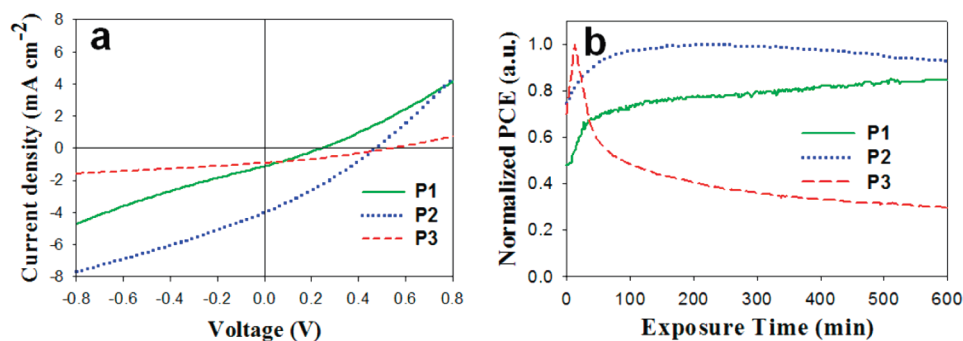 a
Current density (mA cm⁻²)
8
6
4
2
0
-2
-4
-6
-8
P1
P2
P3
-0.8 -0.6 -0.4 -0.2 0.0 0.2 0.4 0.6 0.8
Voltage (V)
b
Normalized PCE (a.u.)
1.0
0.8
0.6
0.4
0.2
0.0
P1
P2
P3
0 100 200 300 400 500 600
Exposure Time (min)